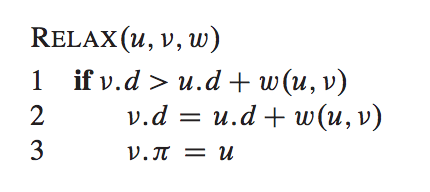 RELAX(u, v, w)
1 if v.d > u.d + w(u, v)
2 v.d = u.d + w(u, v)
3 v.π = u